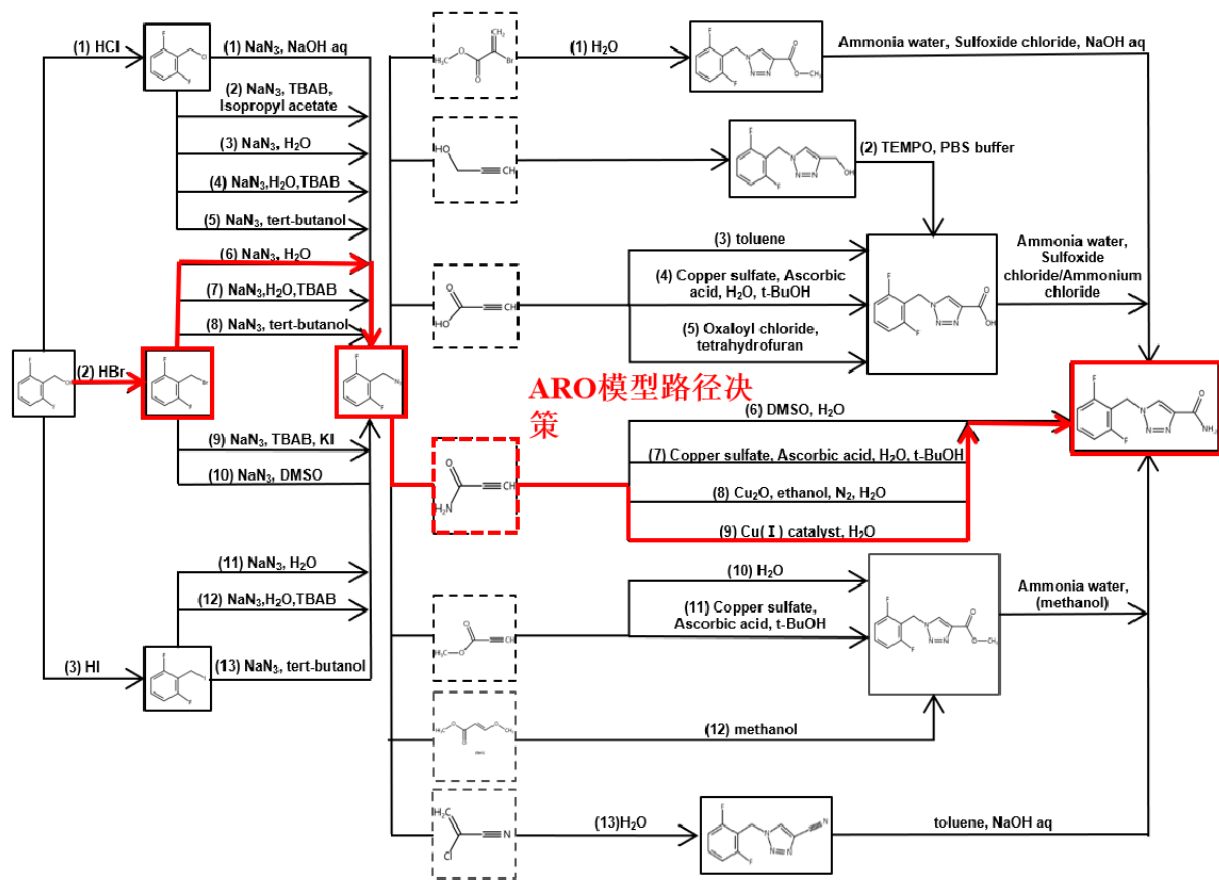 (1) HCl
(1) NaN₃, NaOH aq
(2) NaN₃, TBAB,
Isopropyl acetate
(3) NaN₃, H₂O
(4) NaN₃,H₂O,TBAB
(5) NaN₃, tert-butanol
(6) NaN₃, H₂O
(7) NaN₃,H₂O,TBAB
(8) NaN₃, tert-butanol
(2) HBr
(9) NaN₃, TBAB, KI
(10) NaN₃, DMSO
(11) NaN₃, H₂O
(12) NaN₃,H₂O,TBAB
(3) HI
(13) NaN₃, tert-butanol
(1) H₂O
Ammonia water, Sulfoxide chloride, NaOH aq
(2) TEMPO, PBS buffer
(3) toluene
(4) Copper sulfate, Ascorbic
acid, H₂O, t-BuOH
(5) Oxaloyl chloride,
tetrahydrofuran
Ammonia water,
Sulfoxide
chloride/Ammonium
chloride
ARO模型路径决
策
(6) DMSO, H₂O
(7) Copper sulfate, Ascorbic acid, H₂O, t-BuOH
(8) Cu₂O, ethanol, N₂, H₂O
(9) Cu(Ⅰ) catalyst, H₂O
(10) H₂O
(11) Copper sulfate,
Ascorbic acid, t-BuOH
Ammonia water,
(methanol)
(12) methanol
(13)H₂O
toluene, NaOH aq